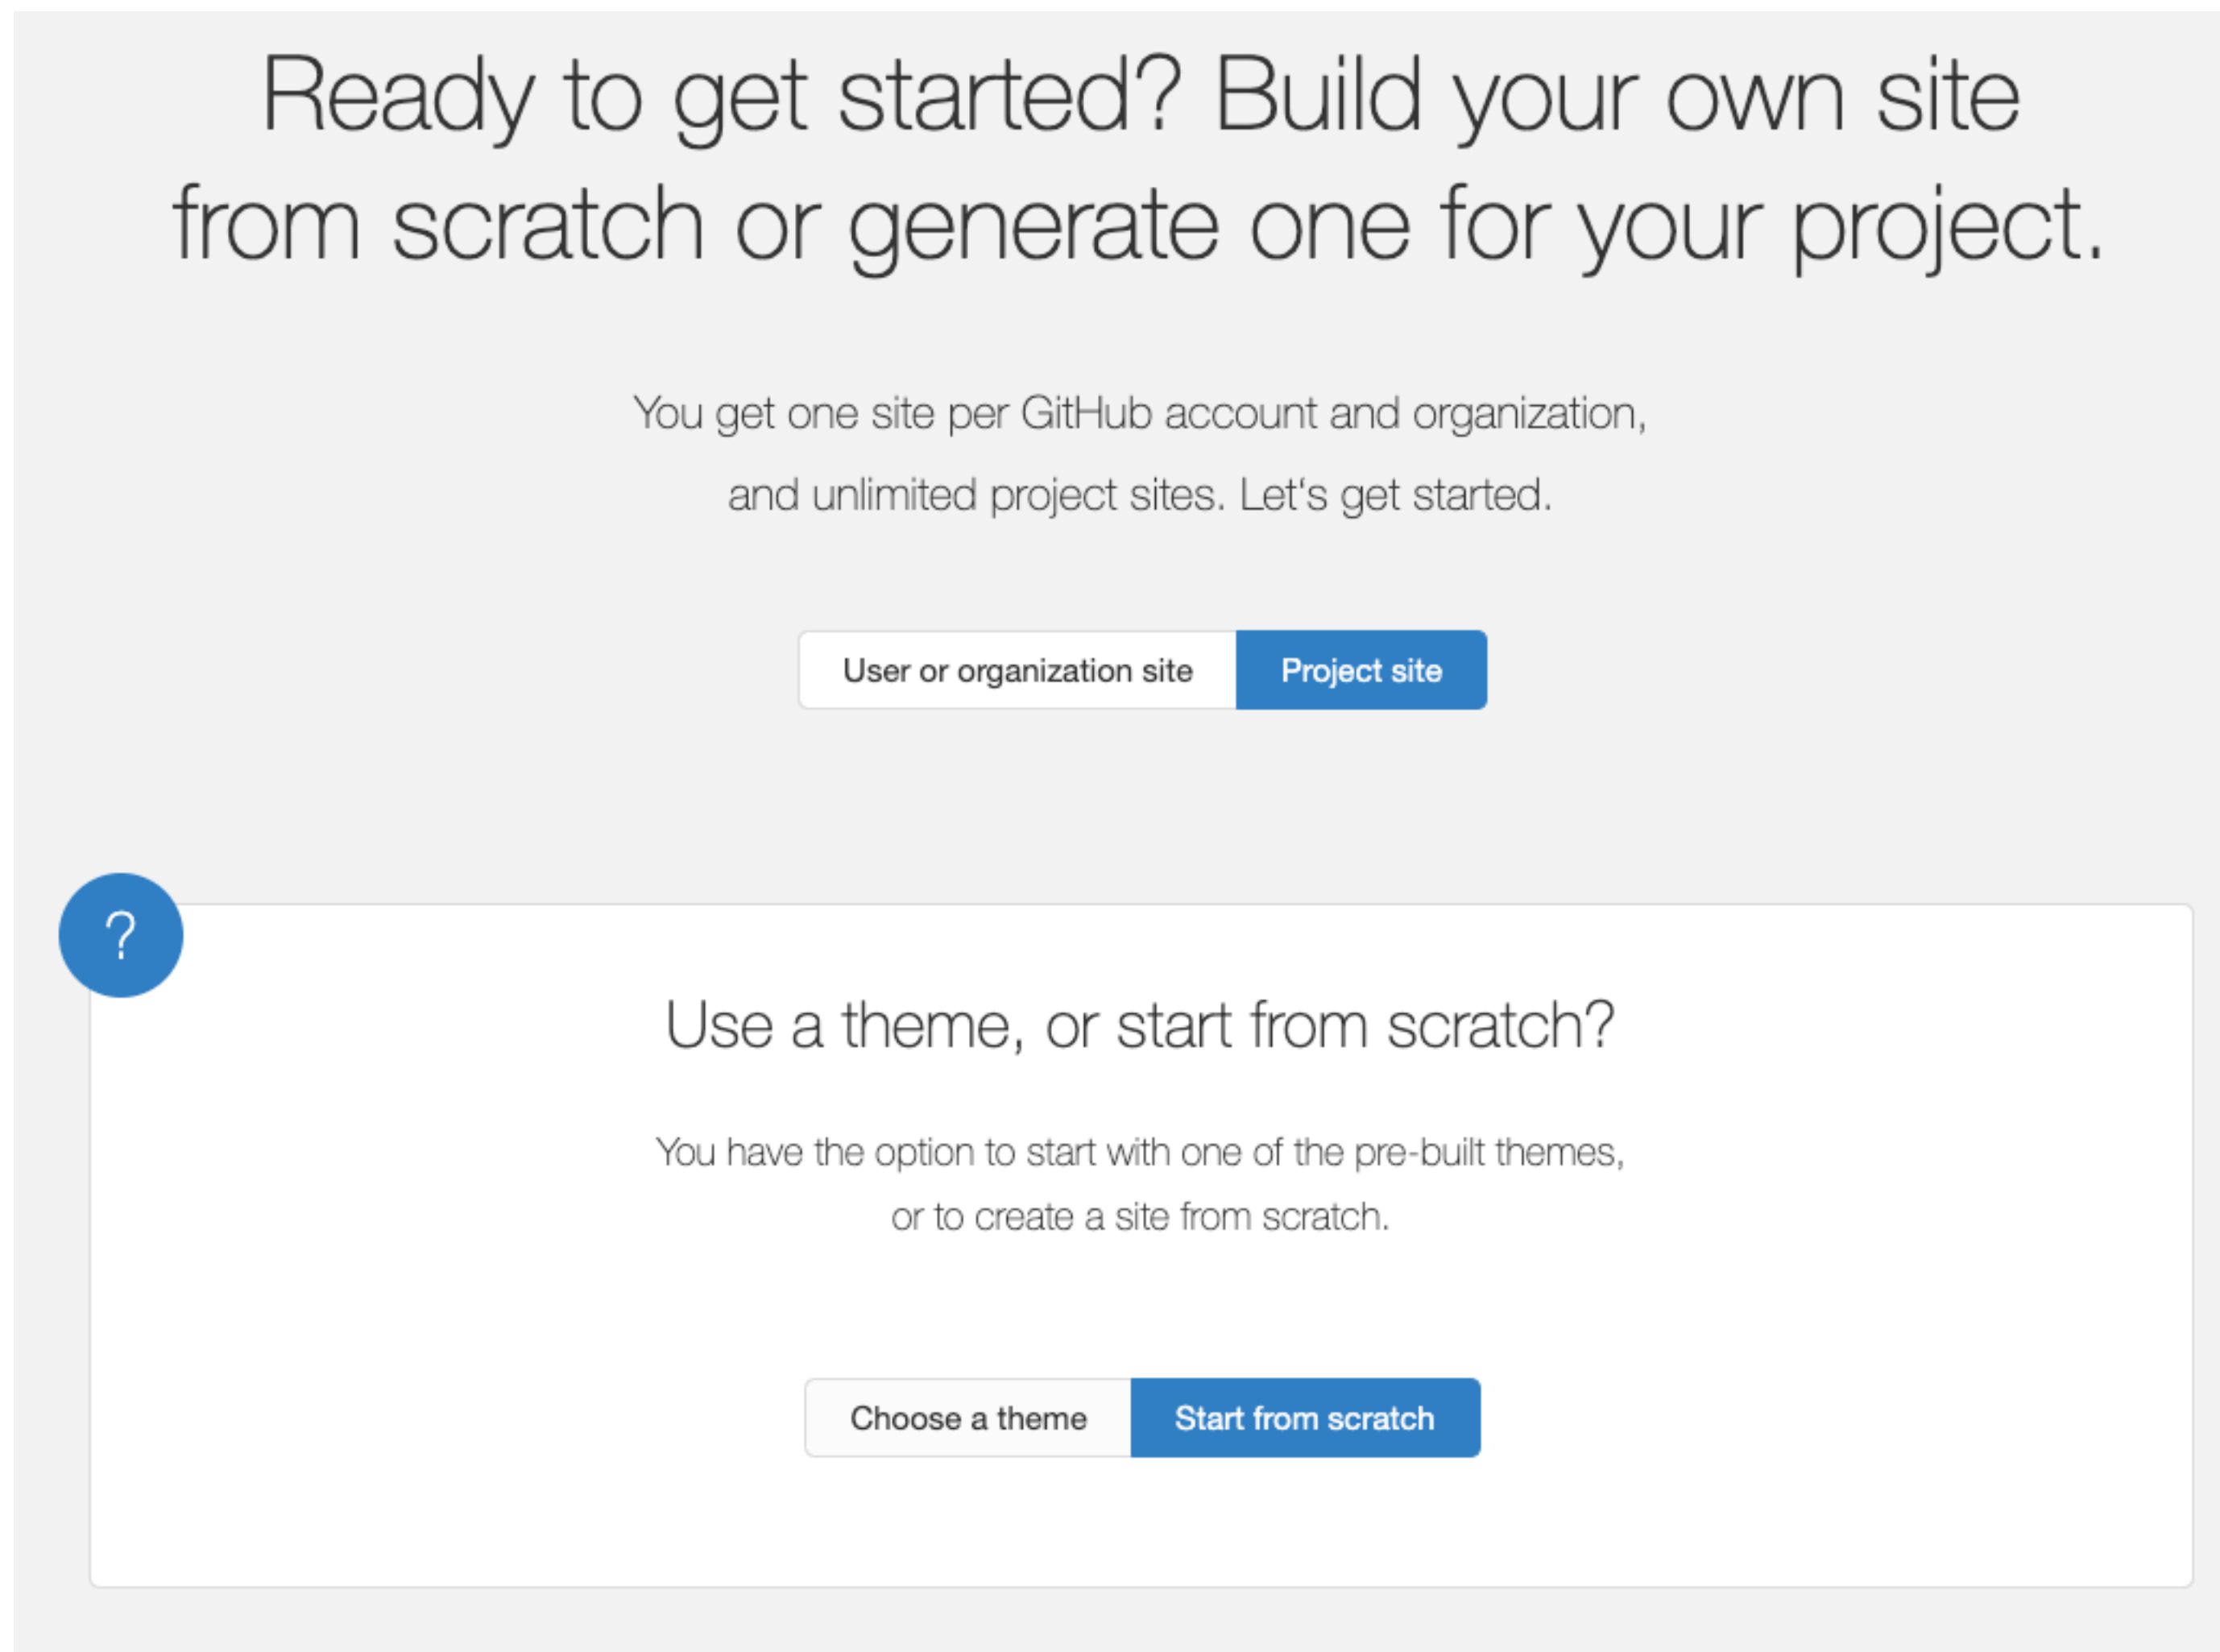 Ready to get started? Build your own site
from scratch or generate one for your project.
You get one site per GitHub account and organization,
and unlimited project sites. Let's get started.
User or organization site
Project site
?
Use a theme, or start from scratch?
You have the option to start with one of the pre-built themes,
or to create a site from scratch.
Choose a theme
Start from scratch